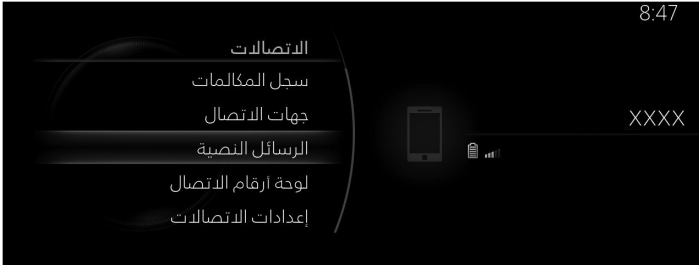 8:47
الاتصالات
سجل المكالمات
جهات الاتصال
XXXX
الرسائل النصية
لوحة أرقام الاتصال
إعدادات الاتصالات